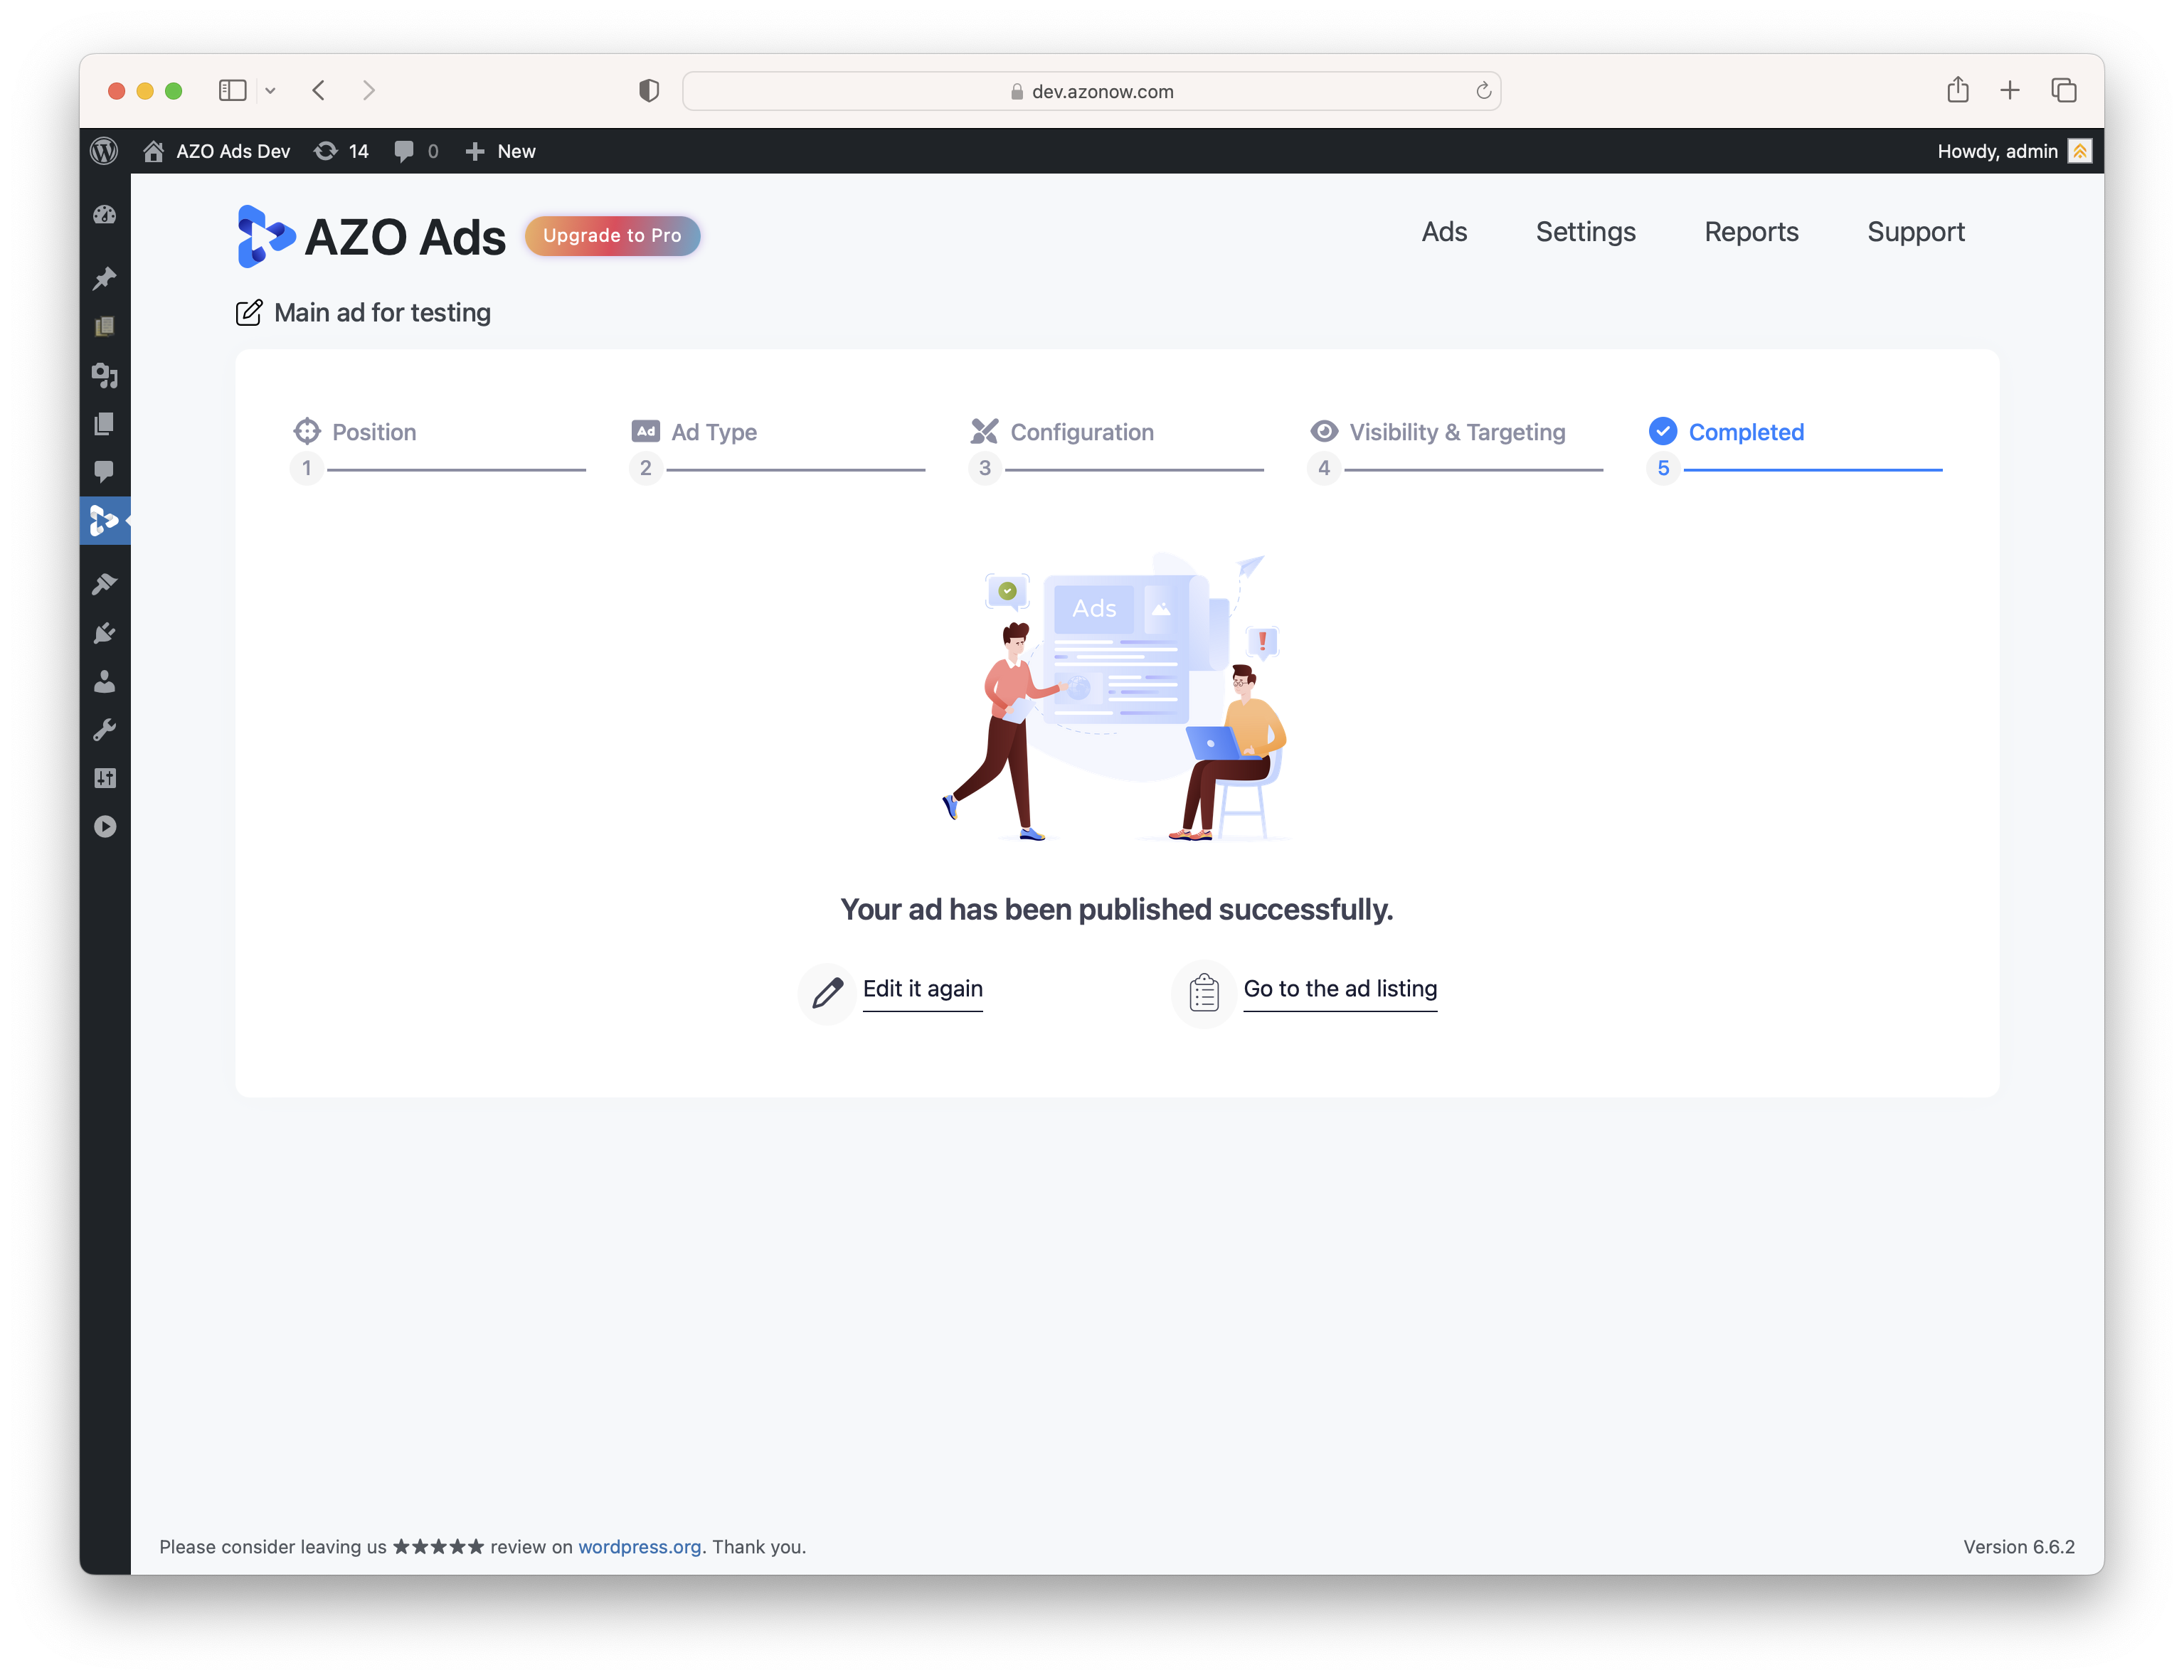 dev.azonow.com
AZO Ads Dev 14 0 New Howdy, admin
AZO Ads Upgrade to Pro Ads Settings Reports Support
Main ad for testing
Position Ad Ad Type Configuration Visibility & Targeting Completed
1 2 3 4 5
Ads
Your ad has been published successfully.
Edit it again Go to the ad listing
Please consider leaving us ★★★★★ review on wordpress.org. Thank you. Version 6.6.2